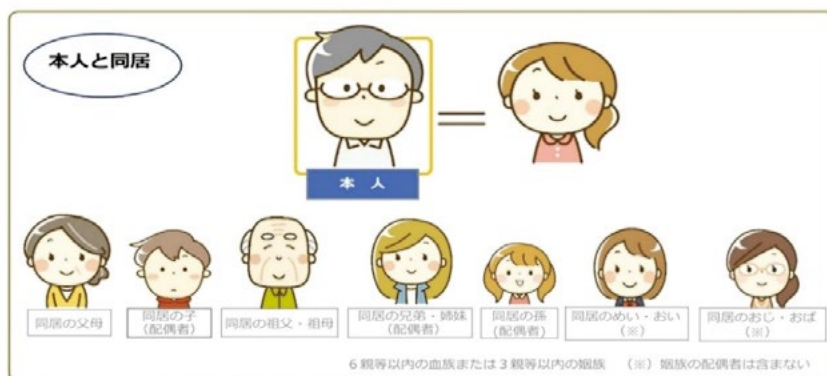 本人と同居
本 人
同居の父母
同居の子
(配偶者)
同居の祖父・祖母
同居の兄弟・姉妹
(配偶者)
同居の孫
(配偶者)
同居のめい・おい
(※)
同居のおじ・おば
(※)
6親等以内の血族または3親等以内の姻族 (※)姻族の配偶者は含まない